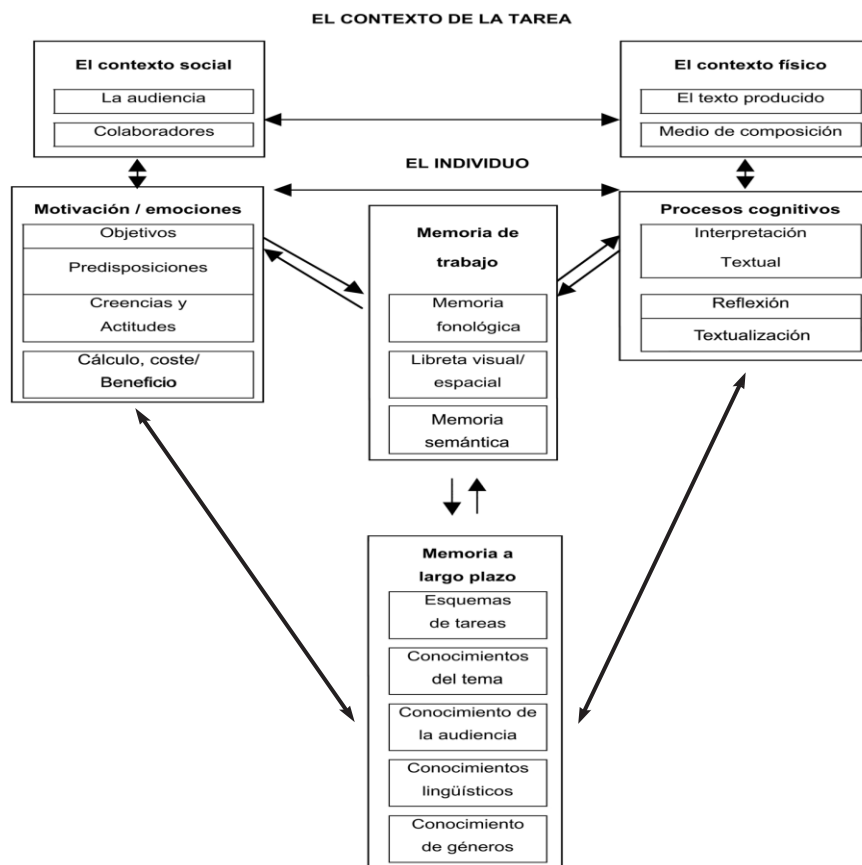 EL CONTEXTO DE LA TAREA
El contexto social
La audiencia
Colaboradores
El contexto físico
El texto producido
Medio de composición
EL INDIVIDUO
Motivación / emociones
Objetivos
Predisposiciones
Creencias y
Actitudes
Cálculo, coste/
Beneficio
Memoria de
trabajo
Memoria
fonológica
Libreta visual/
espacial
Memoria
semántica
Procesos cognitivos
Interpretación
Textual
Reflexión
Textualización
Memoria a
largo plazo
Esquemas
de tareas
Conocimientos
del tema
Conocimiento de
la audiencia
Conocimientos
lingüísticos
Conocimiento
de géneros